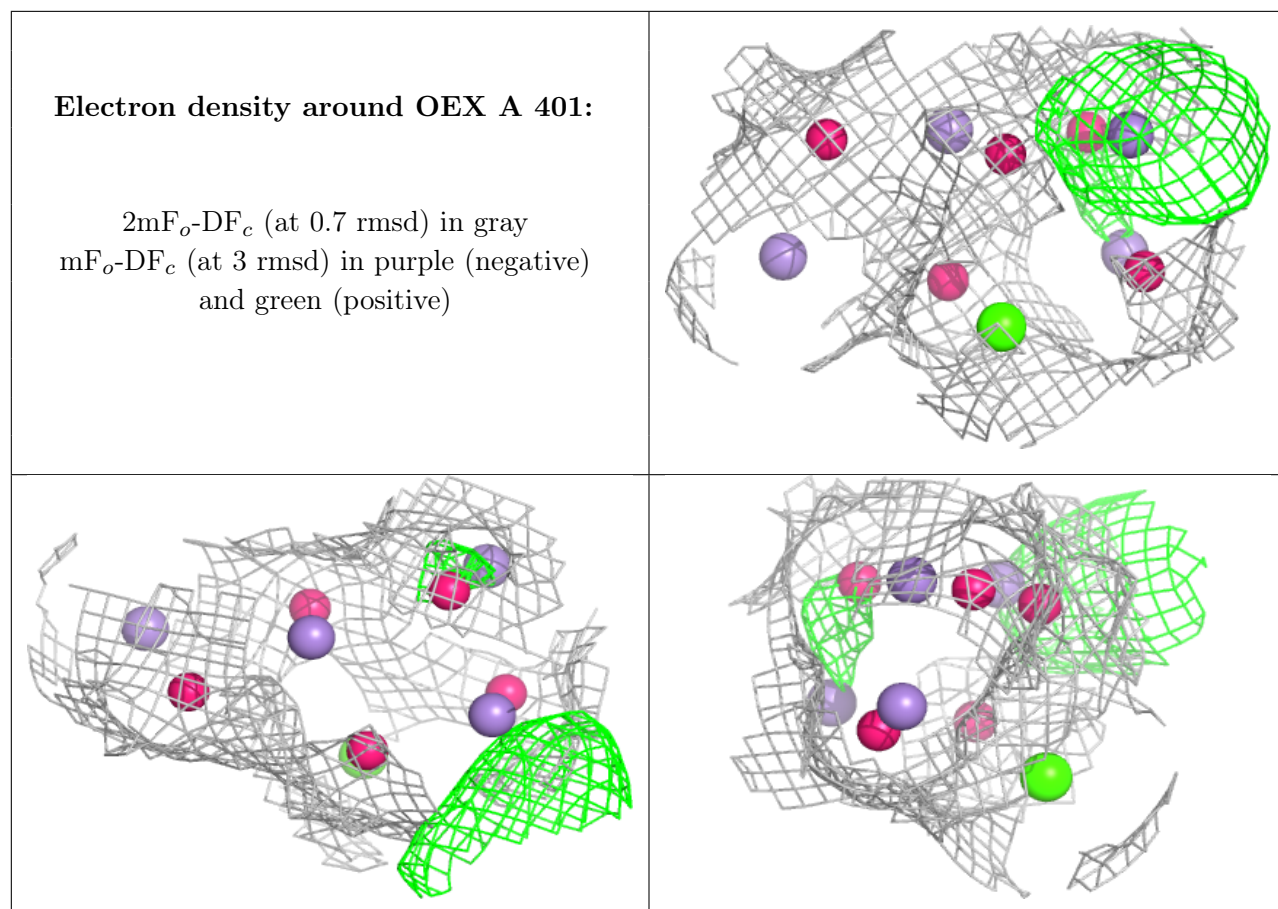 Electron density around OEX A 401:
2mFo-DFc (at 0.7 rmsd) in gray
mFo-DFc (at 3 rmsd) in purple (negative)
and green (positive)